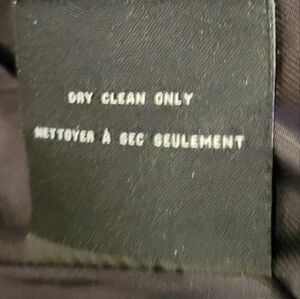 DRY CLEAN ONLY
NETTOYER À SEC SEULEMENT